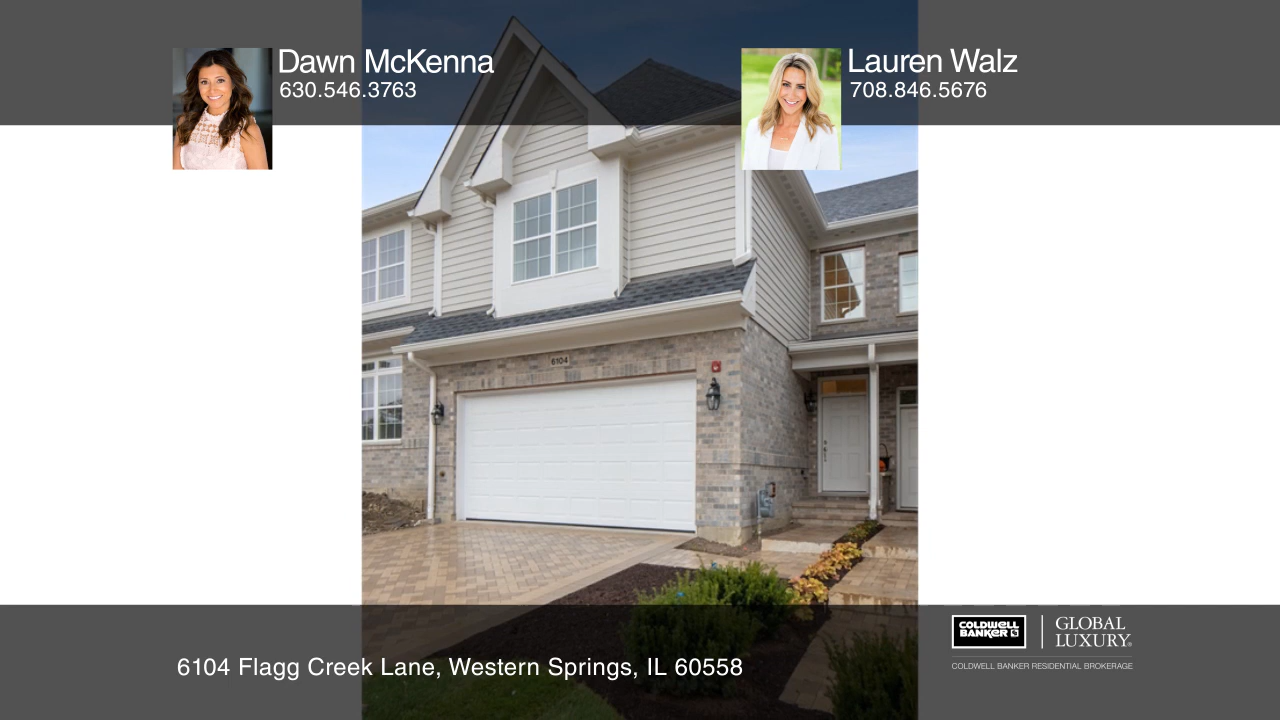 Dawn McKenna
630.546.3763
Lauren Walz
708.846.5676
6104
6104 Flagg Creek Lane, Western Springs, IL 60558
COLDWELL
BANKER
GLOBAL
LUXURY®
COLDWELL BANKER RESIDENTIAL BROKERAGE